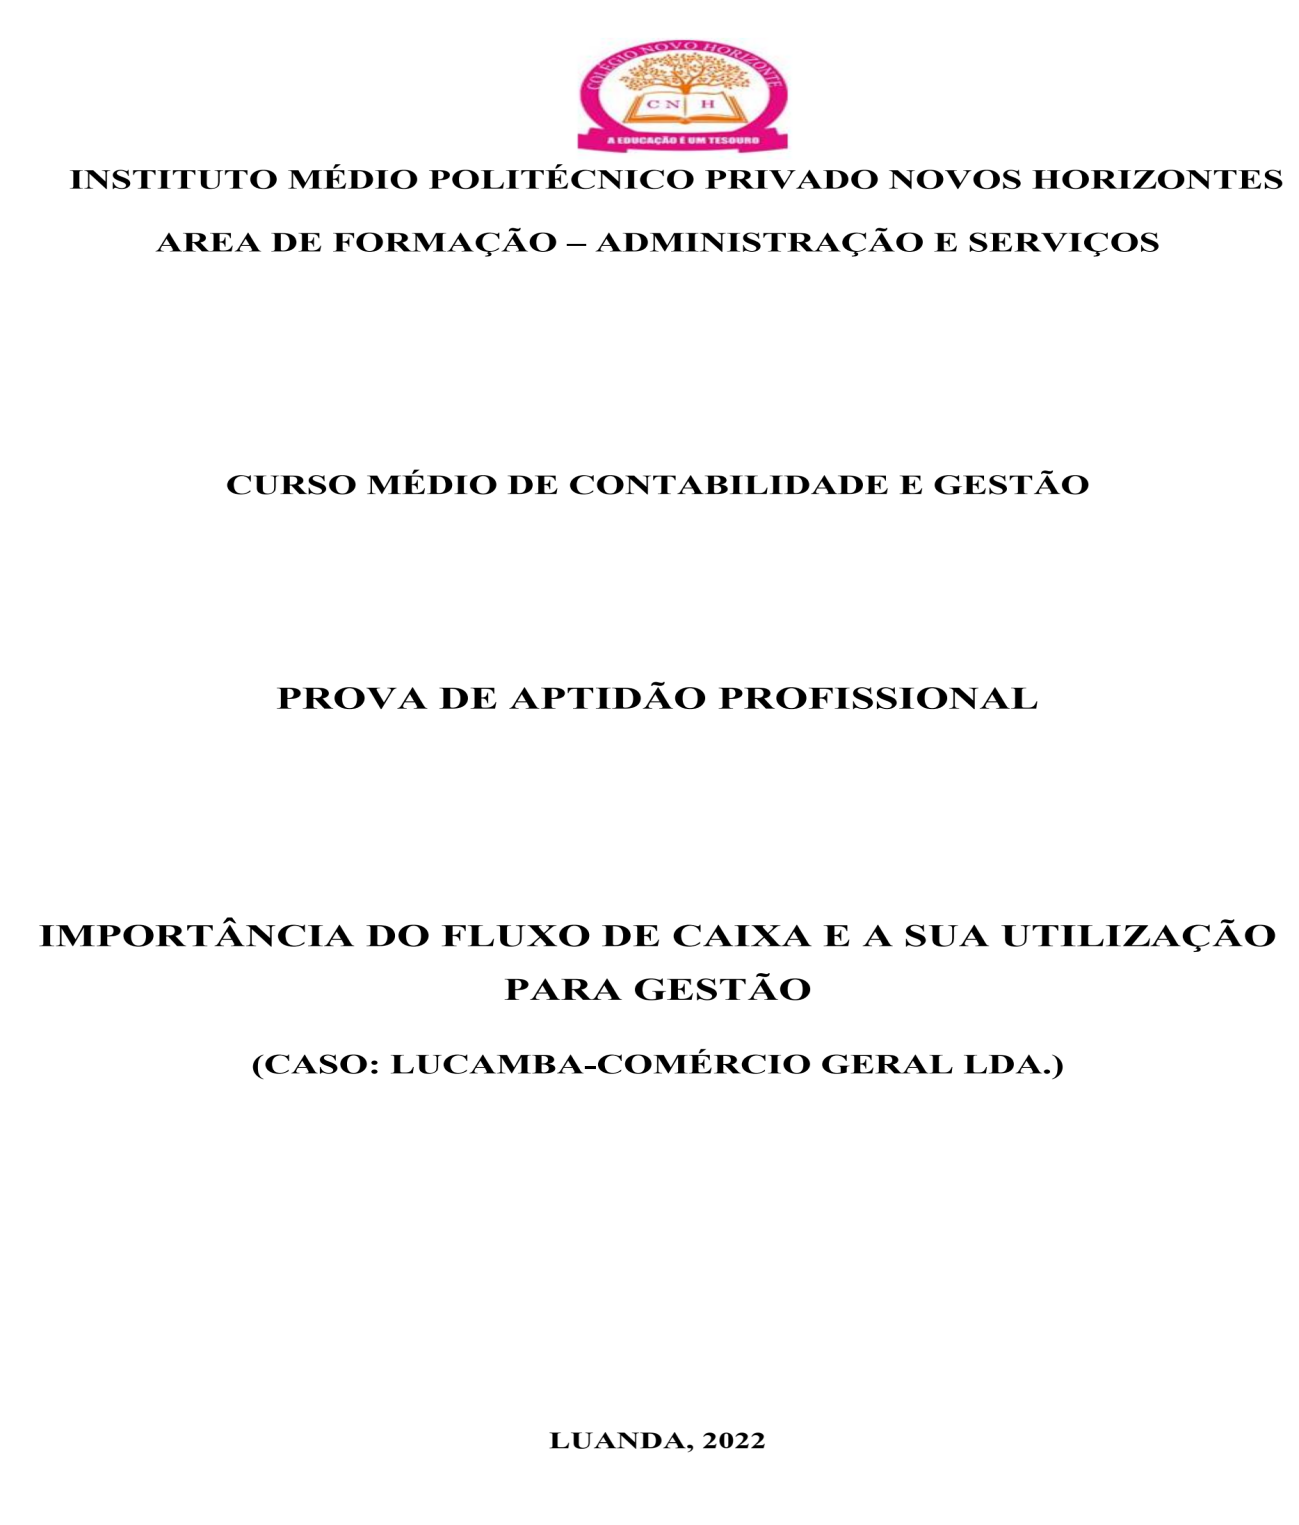 COLÉGIO NOVO HORIZONTE
C N H
A EDUCAÇÃO É UM TESOURO
INSTITUTO MÉDIO POLITÉCNICO PRIVADO NOVOS HORIZONTES
AREA DE FORMAÇÃO – ADMINISTRAÇÃO E SERVIÇOS
CURSO MÉDIO DE CONTABILIDADE E GESTÃO
PROVA DE APTIDÃO PROFISSIONAL
IMPORTÂNCIA DO FLUXO DE CAIXA E A SUA UTILIZAÇÃO
PARA GESTÃO
(CASO: LUCAMBA-COMÉRCIO GERAL LDA.)
LUANDA, 2022